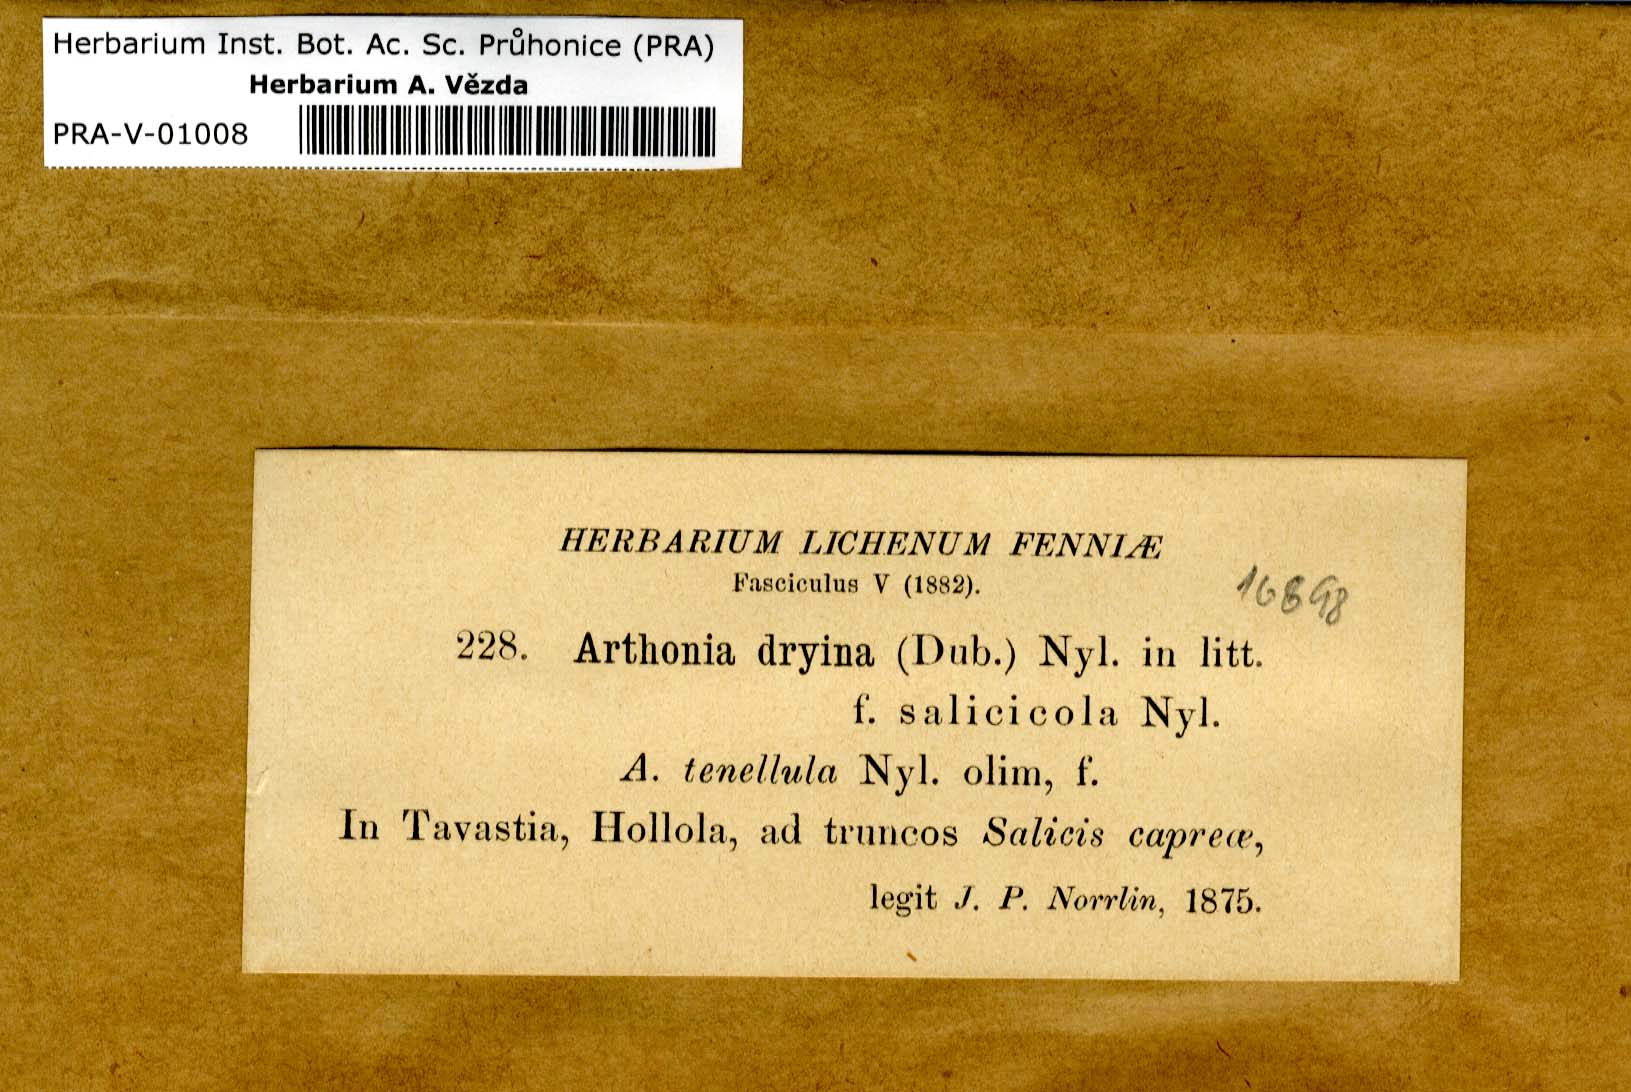 Herbarium Inst. Bot. Ac. Sc. Průhonice (PRA)
Herbarium A. Vězda
PRA-V-01008
HERBARIUM LICHENUM FENNIÆ
Fasciculus V (1882).
16898
228. Arthonia dryina (Dub.) Nyl. in litt.
f. salicicola Nyl.
A. tenellula Nyl. olim, f.
In Tavastia, Hollola, ad truncos Salicis capreæ,
legit J. P. Norrlin, 1875.